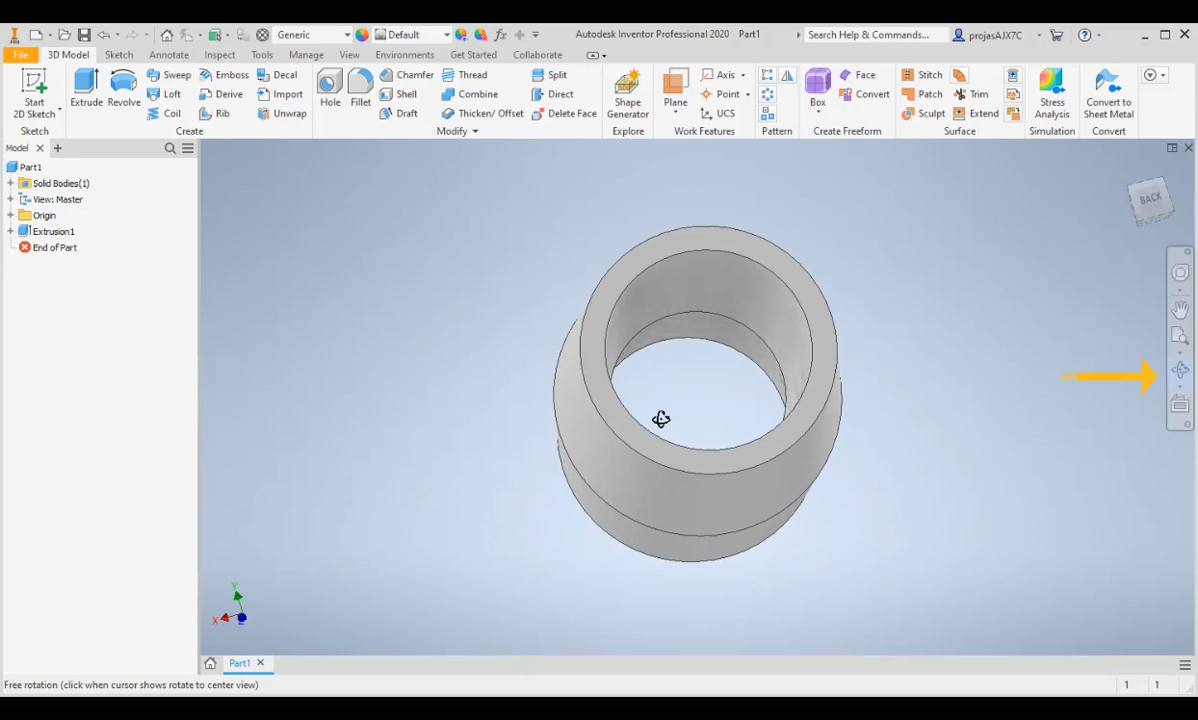 Generic
Default
Autodesk Inventor Professional 2020 Part1
Search Help & Commands...
projasAJX7C
File
3D Model
Sketch
Annotate
Inspect
Tools
Manage
View
Environments
Get Started
Collaborate
Start
2D Sketch
Extrude
Revolve
Sweep
Emboss
Decal
Loft
Derive
Import
Coil
Rib
Unwrap
Hole
Fillet
Chamfer
Thread
Split
Shell
Combine
Direct
Draft
Thicken/ Offset
Delete Face
Shape
Generator
Plane
Axis
Point
UCS
Box
Face
Convert
Stitch
Patch
Trim
Sculpt
Extend
Stress
Analysis
Convert to
Sheet Metal
Sketch
Create
Modify
Explore
Work Features
Pattern
Create Freeform
Surface
Simulation
Convert
Model
Part1
Solid Bodies(1)
View: Master
Origin
Extrusion1
End of Part
BACK
Y
X
Z
Part1
Free rotation (click when cursor shows rotate to center view)
1
1